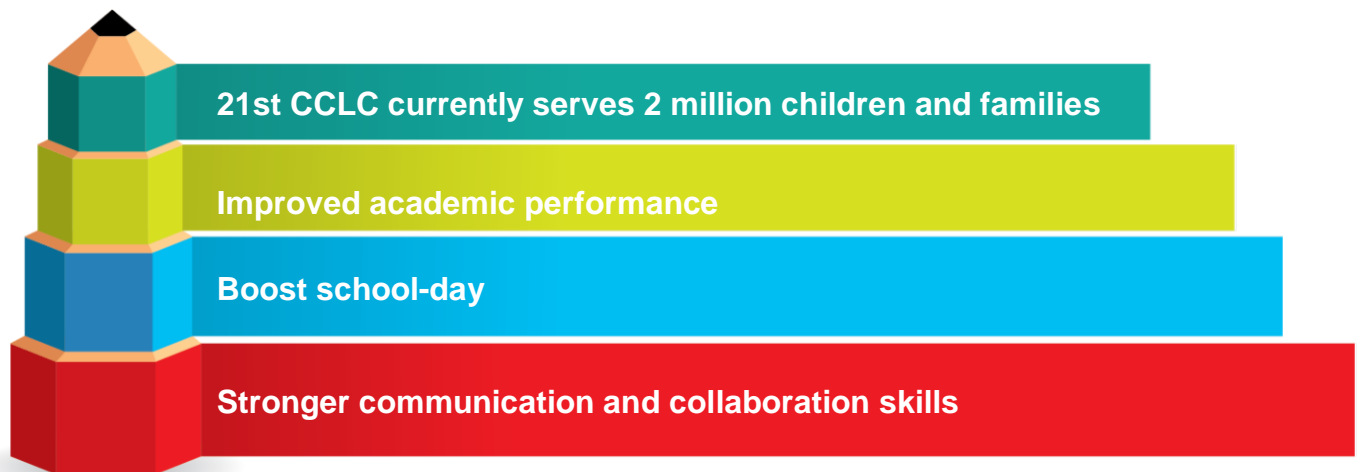 21st CCLC currently serves 2 million children and families
Improved academic performance
Boost school-day
Stronger communication and collaboration skills